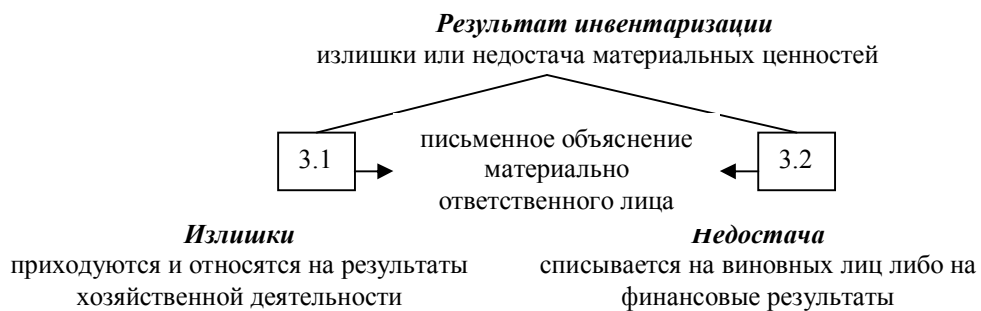 Результат инвентаризации
излишки или недостача материальных ценностей
3.1
письменное объяснение
материально
ответственного лица
3.2
Излишки
приходуются и относятся на результаты
хозяйственной деятельности
Недостача
списывается на виновных лиц либо на
финансовые результаты